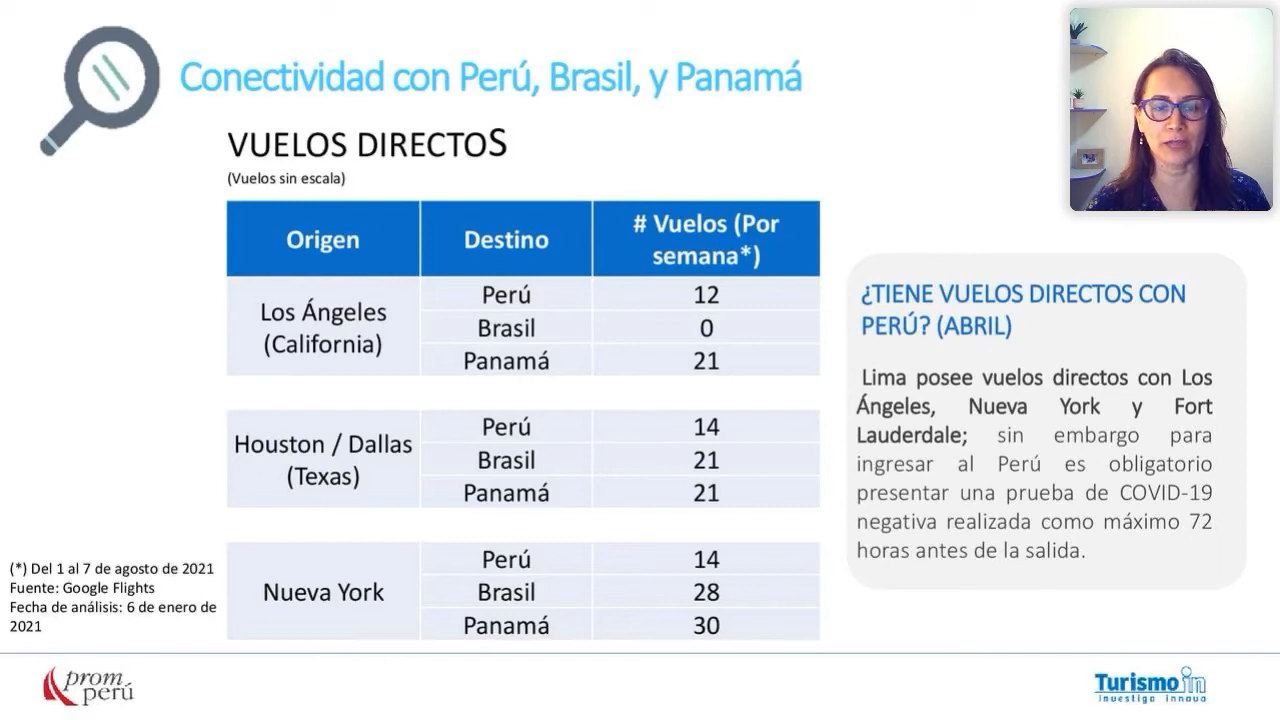 Conectividad con Perú, Brasil, y Panamá
VUELOS DIRECTOS
(Vuelos sin escala)
Origen Destino # Vuelos (Por semana*)
Los Ángeles (California)
Perú 12
Brasil 0
Panamá 21
Houston / Dallas (Texas)
Perú 14
Brasil 21
Panamá 21
Nueva York
Perú 14
Brasil 28
Panamá 30
(*) Del 1 al 7 de agosto de 2021
Fuente: Google Flights
Fecha de análisis: 6 de enero de
2021
¿TIENE VUELOS DIRECTOS CON
PERÚ? (ABRIL)
Lima posee vuelos directos con Los
Ángeles, Nueva York y Fort
Lauderdale; sin embargo para
ingresar al Perú es obligatorio
presentar una prueba de COVID-19
negativa realizada como máximo 72
horas antes de la salida.
prom
perú
Turismo in
investiga innova